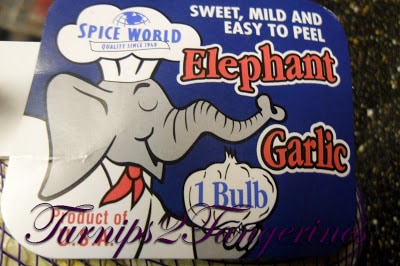 SPICE WORLD
QUALITY SINCE 1949
SWEET, MILD AND
EASY TO PEEL
Elephant
Garlic
1 Bulb
Product of
U.S.A.
Turnips2Tangerines